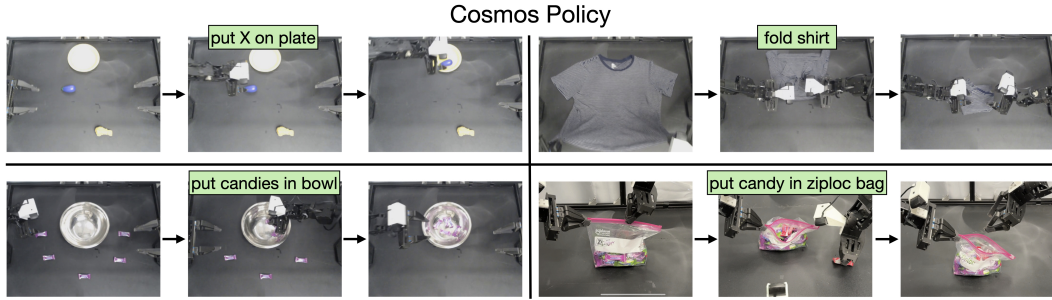 Cosmos Policy
put X on plate
fold shirt
put candies in bowl
put candy in ziploc bag